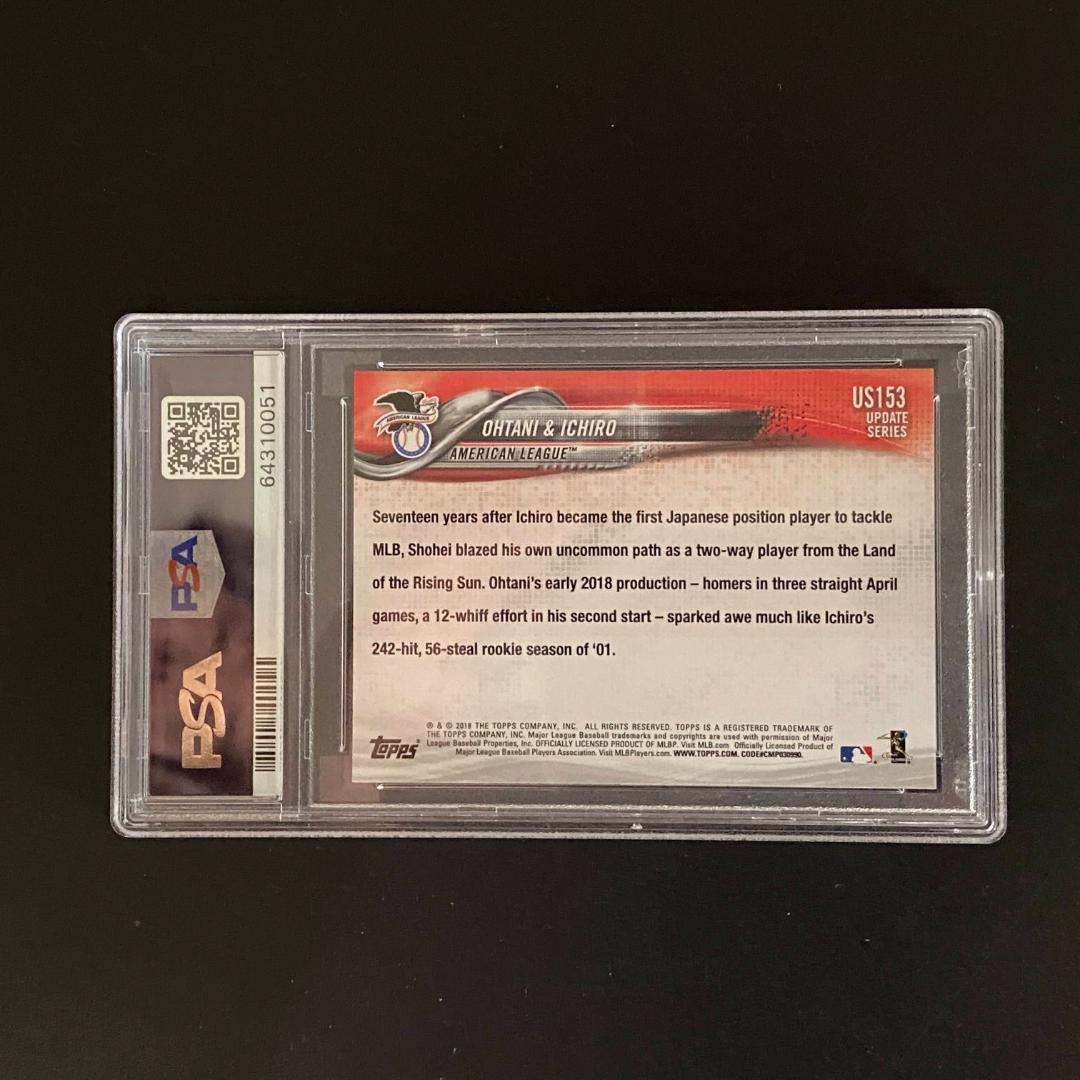 64310051
PSA
PSA
AMERICAN LEAGUE
OHTANI & ICHIRO
AMERICAN LEAGUE™
US153
UPDATE
SERIES
Seventeen years after Ichiro became the first Japanese position player to tackle
MLB, Shohei blazed his own uncommon path as a two-way player from the Land
of the Rising Sun. Ohtani's early 2018 production – homers in three straight April
games, a 12-whiff effort in his second start – sparked awe much like Ichiro's
242-hit, 56-steal rookie season of ‘01.
Topps®
® & © 2018 THE TOPPS COMPANY, INC. ALL RIGHTS RESERVED. TOPPS IS A REGISTERED TRADEMARK OF
THE TOPPS COMPANY, INC. Major League Baseball trademarks and copyrights are used with permission of Major
League Baseball Properties, Inc. OFFICIALLY LICENSED PRODUCT OF MLBP. Visit MLB.com Officially Licensed Product of
Major League Baseball Players Association. Visit MLBPlayers.com. WWW.TOPPS.COM. CODE#CMP030990.